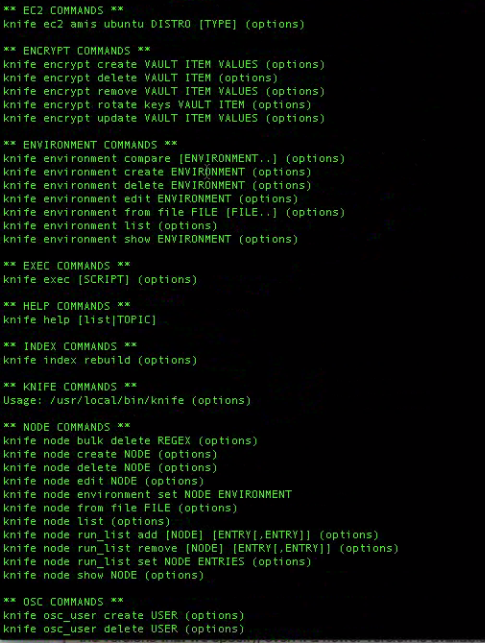 ** EC2 COMMANDS **
knife ec2 amis ubuntu DISTRO [TYPE] (options)
** ENCRYPT COMMANDS **
knife encrypt create VAULT ITEM VALUES (options)
knife encrypt delete VAULT ITEM (options)
knife encrypt remove VAULT ITEM VALUES (options)
knife encrypt rotate keys VAULT ITEM (options)
knife encrypt update VAULT ITEM VALUES (options)
** ENVIRONMENT COMMANDS **
knife environment compare [ENVIRONMENT..] (options)
knife environment create ENVIRONMENT (options)
knife environment delete ENVIRONMENT (options)
knife environment edit ENVIRONMENT (options)
knife environment from file FILE [FILE..] (options)
knife environment list (options)
knife environment show ENVIRONMENT (options)
** EXEC COMMANDS **
knife exec [SCRIPT] (options)
** HELP COMMANDS **
knife help [list|TOPIC]
** INDEX COMMANDS **
knife index rebuild (options)
** KNIFE COMMANDS **
Usage: /usr/local/bin/knife (options)
** NODE COMMANDS **
knife node bulk delete REGEX (options)
knife node create NODE (options)
knife node delete NODE (options)
knife node edit NODE (options)
knife node environment set NODE ENVIRONMENT
knife node from file FILE (options)
knife node list (options)
knife node run_list add [NODE] [ENTRY[,ENTRY]] (options)
knife node run_list remove [NODE] [ENTRY[,ENTRY]] (options)
knife node run_list set NODE ENTRIES (options)
knife node show NODE (options)
** OSC COMMANDS **
knife osc_user create USER (options)
knife osc_user delete USER (options)